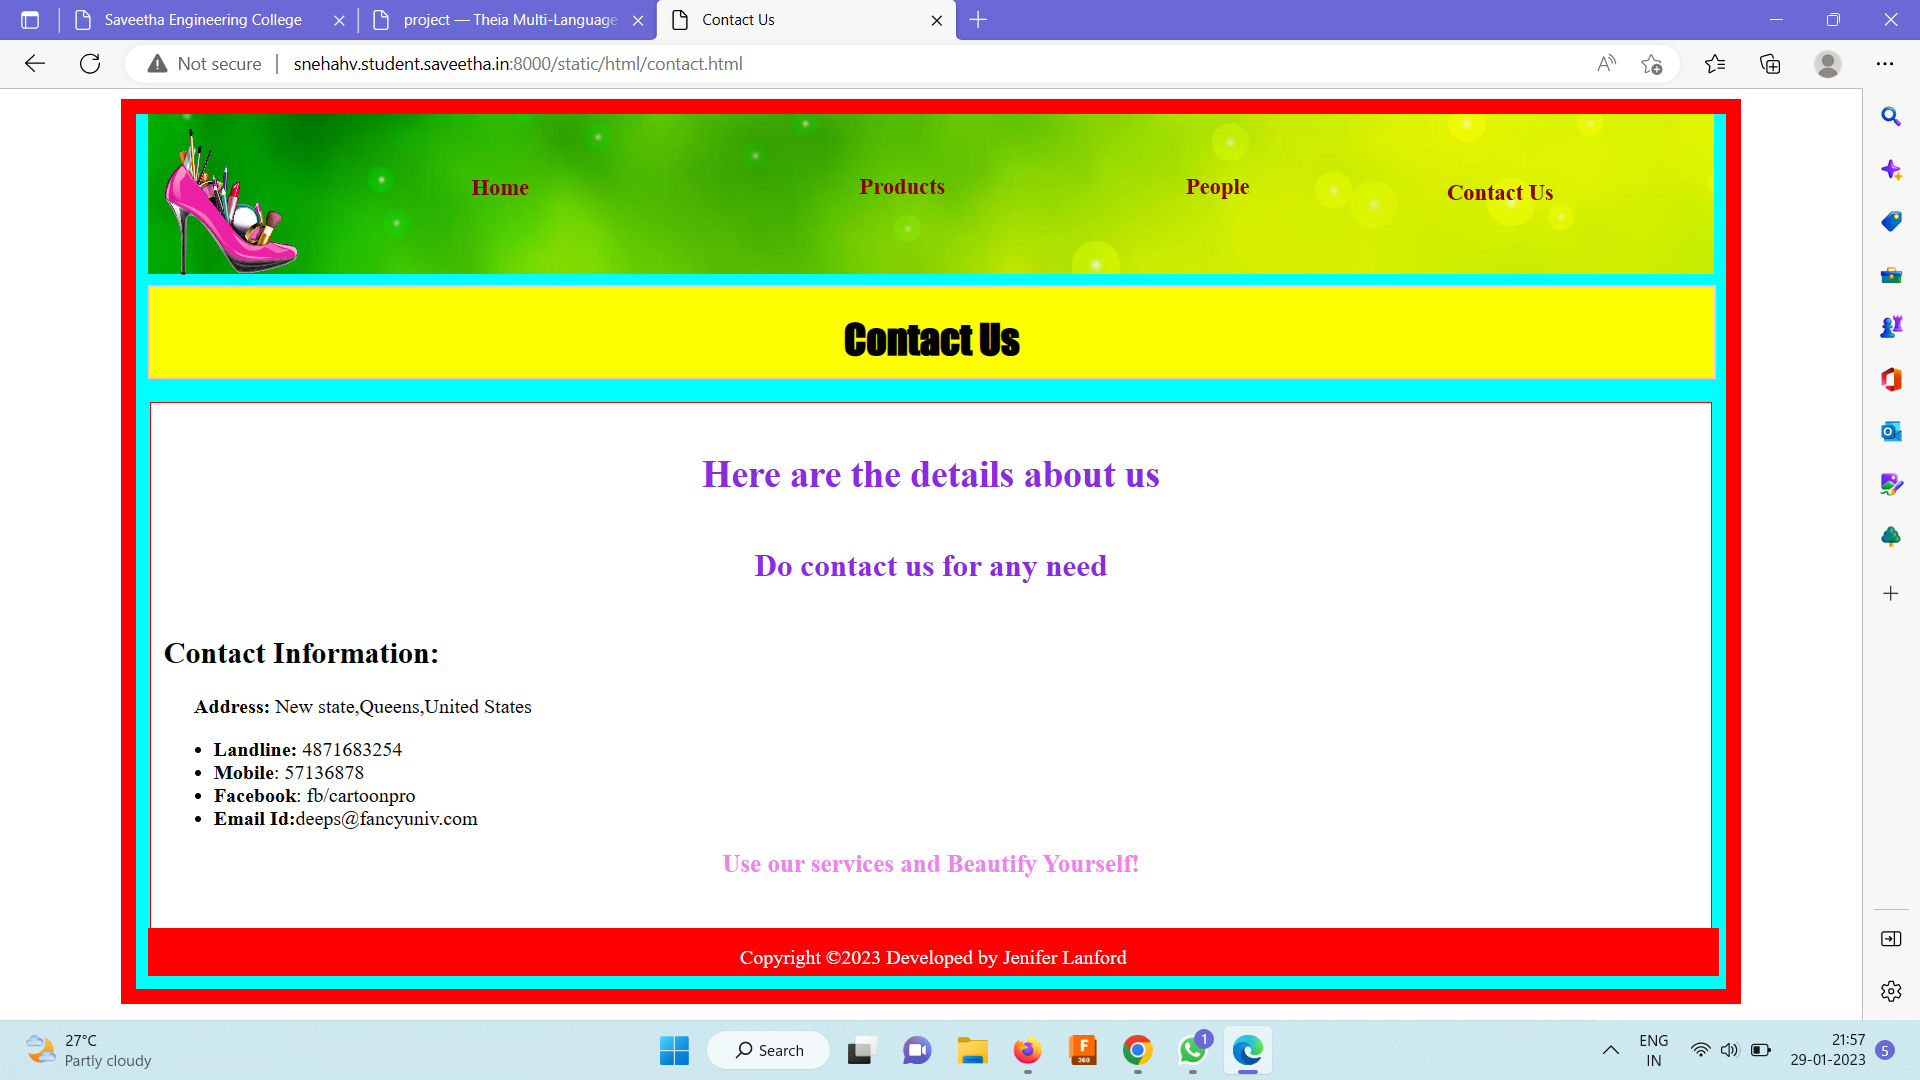 Saveetha Engineering College
project — Theia Multi-Language
Contact Us
Not secure
snehahv.student.saveetha.in:8000/static/html/contact.html
Home
Products
People
Contact Us
Contact Us
Here are the details about us
Do contact us for any need
Contact Information:
Address: New state,Queens,United States
• Landline: 4871683254
• Mobile: 57136878
• Facebook: fb/cartoonpro
• Email Id:deeps@fancyuniv.com
Use our services and Beautify Yourself!
Copyright ©2023 Developed by Jenifer Lanford
27°C
Partly cloudy
Search
F
360
1
ENG
IN
21:57
29-01-2023
5